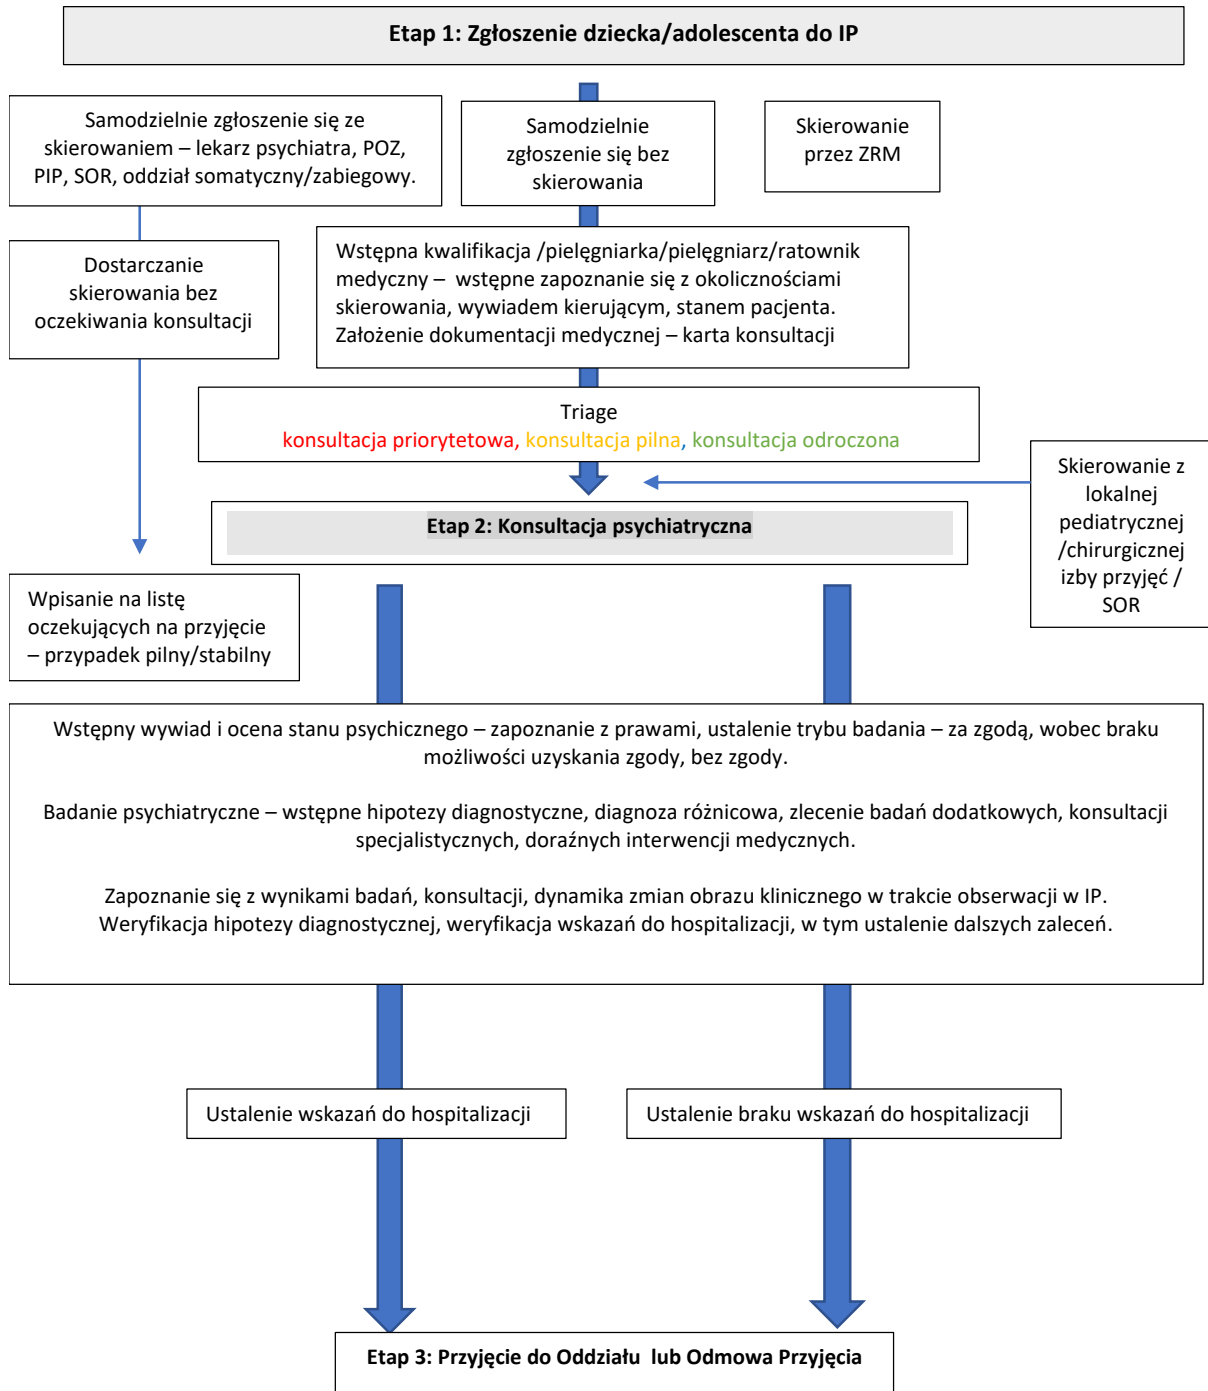 Etap 1: Zgłoszenie dziecka/adolescenta do IP
Samodzielnie zgłoszenie się ze
skierowaniem – lekarz psychiatra, POZ,
PIP, SOR, oddział somatyczny/zabiegowy.
Samodzielnie
zgłoszenie się bez
skierowania
Skierowanie
przez ZRM
Dostarczanie
skierowania bez
oczekiwania konsultacji
Wstępna kwalifikacja /pielęgniarka/pielęgniarz/ratownik
medyczny – wstępne zapoznanie się z okolicznościami
skierowania, wywiadem kierującym, stanem pacjenta.
Założenie dokumentacji medycznej – karta konsultacji
Triage
konsultacja priorytetowa, konsultacja pilna, konsultacja odroczona
Skierowanie z
lokalnej
pediatrycznej
/chirurgicznej
izby przyjęć /
SOR
Etap 2: Konsultacja psychiatryczna
Wpisanie na listę
oczekujących na przyjęcie
– przypadek pilny/stabilny
Wstępny wywiad i ocena stanu psychicznego – zapoznanie z prawami, ustalenie trybu badania – za zgodą, wobec braku
możliwości uzyskania zgody, bez zgody.
Badanie psychiatryczne – wstępne hipotezy diagnostyczne, diagnoza różnicowa, zlecenie badań dodatkowych, konsultacji
specjalistycznych, doraźnych interwencji medycznych.
Zapoznanie się z wynikami badań, konsultacji, dynamika zmian obrazu klinicznego w trakcie obserwacji w IP.
Weryfikacja hipotezy diagnostycznej, weryfikacja wskazań do hospitalizacji, w tym ustalenie dalszych zaleceń.
Ustalenie wskazań do hospitalizacji
Ustalenie braku wskazań do hospitalizacji
Etap 3: Przyjęcie do Oddziału lub Odmowa Przyjęcia